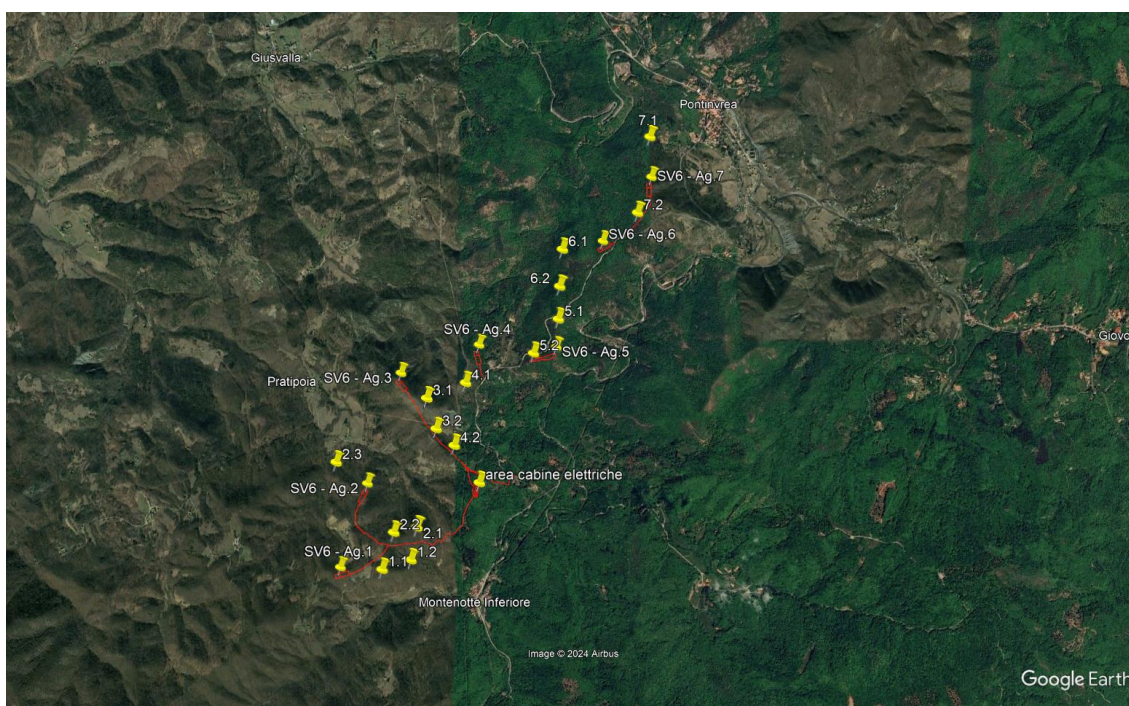 Giusvalla
Pontinvrea
7.1
SV6 - Ag.7
7.2
SV6 - Ag.6
6.1
6.2
5.1
SV6 - Ag.4
5.2
SV6 - Ag.5
Giovo
Pratipoia
SV6 - Ag.3
4.1
3.1
3.2
4.2
2.3
area cabine elettriche
SV6 - Ag.2
2.2
2.1
SV6 - Ag.1
1.2
1.1
Montenotte Inferiore
Image © 2024 Airbus
Google Earth